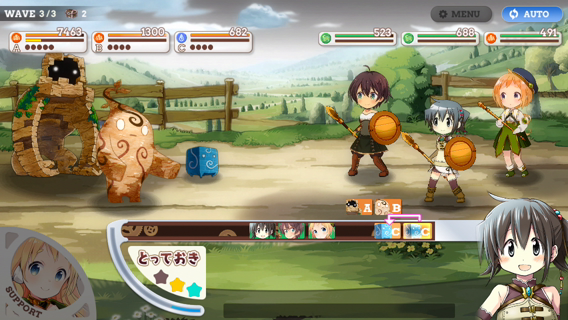 WAVE 3/3 2
MENU
AUTO
7463
A
1300
B
682
C
523
688
491
A B
C C
とっておき
SUPPORT